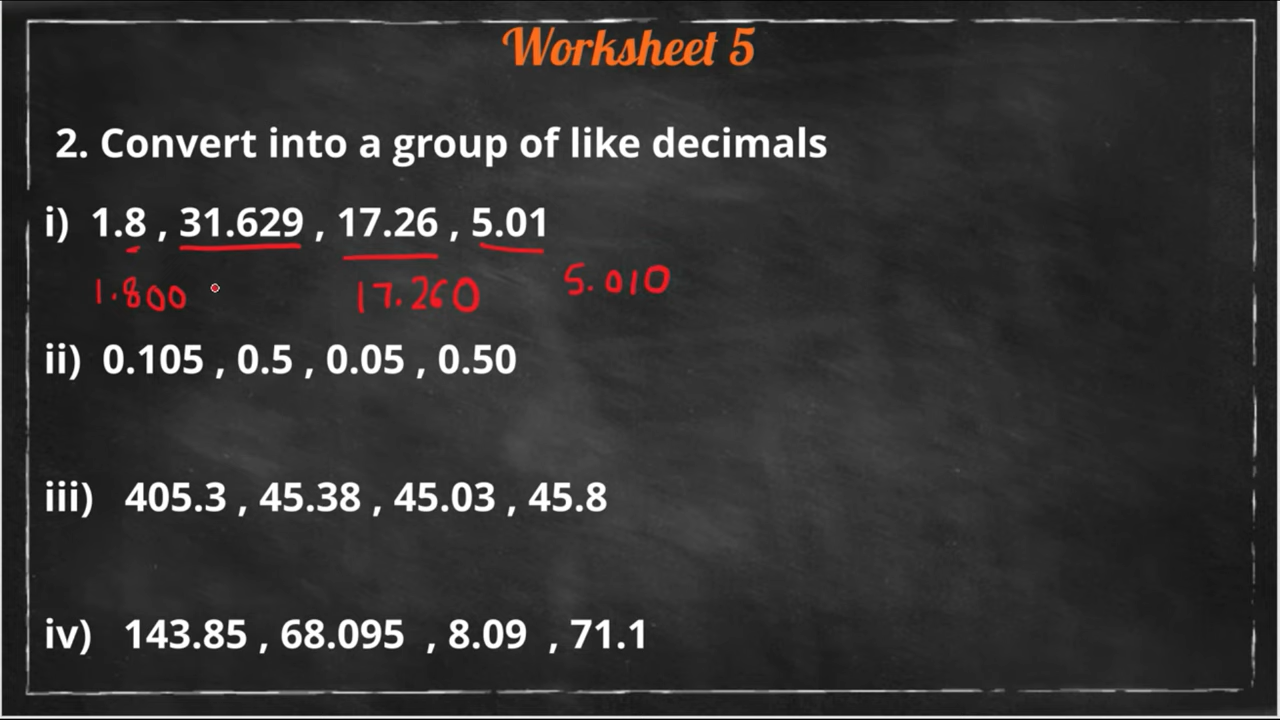 Worksheet 5
2. Convert into a group of like decimals
i) 1.8 , 31.629 , 17.26 , 5.01
1.800 17.260 5.010
ii) 0.105 , 0.5 , 0.05 , 0.50
iii) 405.3 , 45.38 , 45.03 , 45.8
iv) 143.85 , 68.095 , 8.09 , 71.1